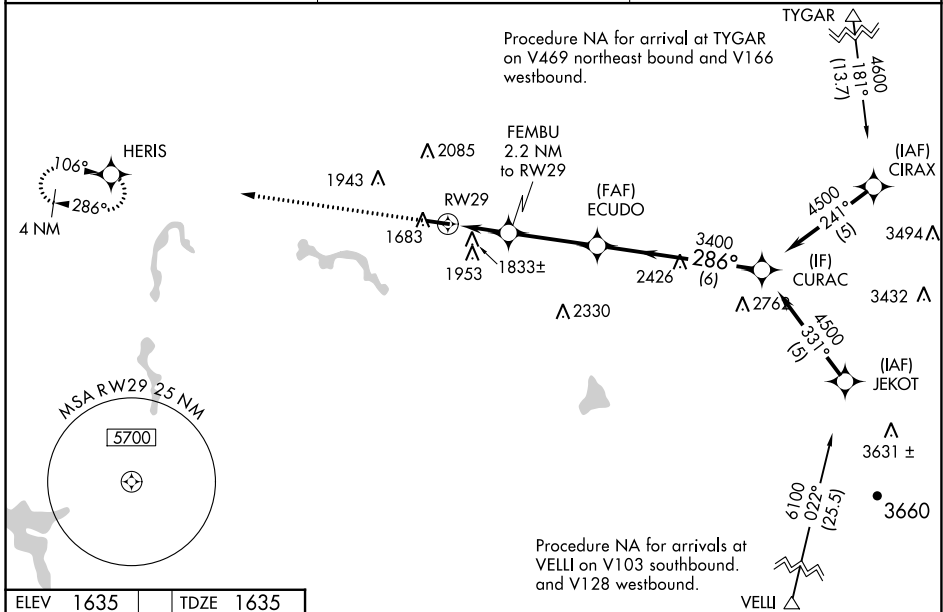 TYGAR
Procedure NA for arrival at TYGAR
on V469 northeast bound and V166
westbound.
4600
181°
(13.7)
HERIS
106°
286°
4 NM
2085
1943
FEMBU
2.2 NM
to RW29
RW29
(FAF)
ECUDO
(IAF)
CIRAX
4500
241°
(5)
3494
1683
1953
1833±
3400
286°
(6)
2426
(IF)
CURAC
2762
3432
2330
4500
331°
(5)
(IAF)
JEKOT
MSA RW29 25 NM
5700
3631 ±
3660
6100
022°
(25.5)
Procedure NA for arrivals at
VELLI on V103 southbound.
and V128 westbound.
VELLI
ELEV 1635
TDZE 1635